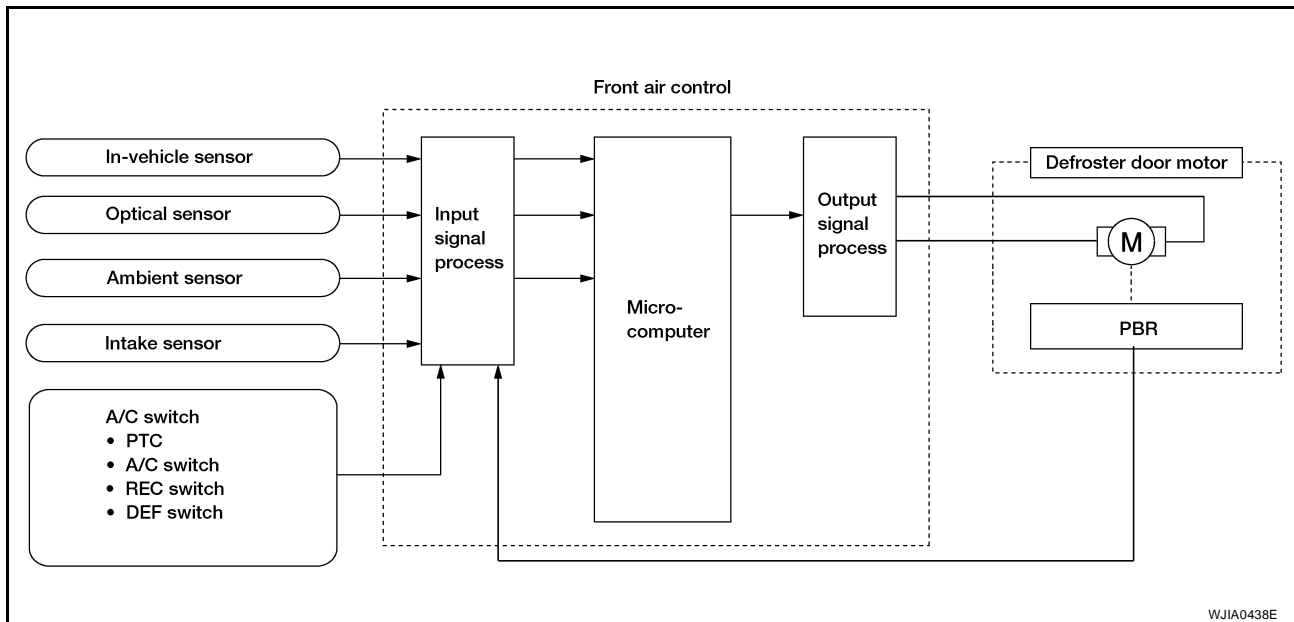 Front air control
In-vehicle sensor
Optical sensor
Ambient sensor
Intake sensor
A/C switch
• PTC
• A/C switch
• REC switch
• DEF switch
Input
signal
process
Micro-
computer
Output
signal
process
Defroster door motor
M
PBR
WJIA0438E